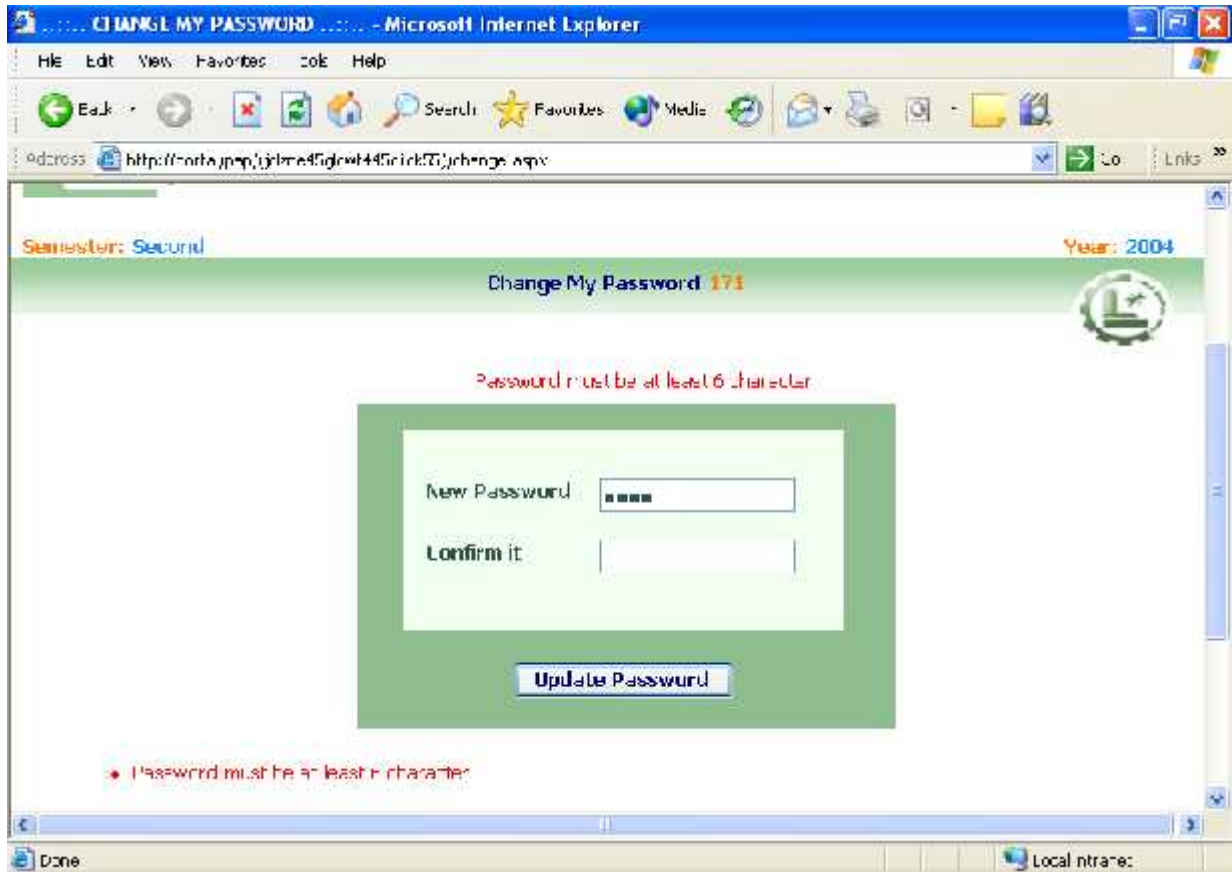 CHANGE MY PASSWORD - Microsoft Internet Explorer
File Edit View Favorites Tools Help
Back Search Favorites Media
Address Go Links »
Semester: Second Year: 2004
Change My Password 171
Password must be at least 6 character
New Password
Confirm it
Update Password
• Password must be at least 6 character
Done Local intranet